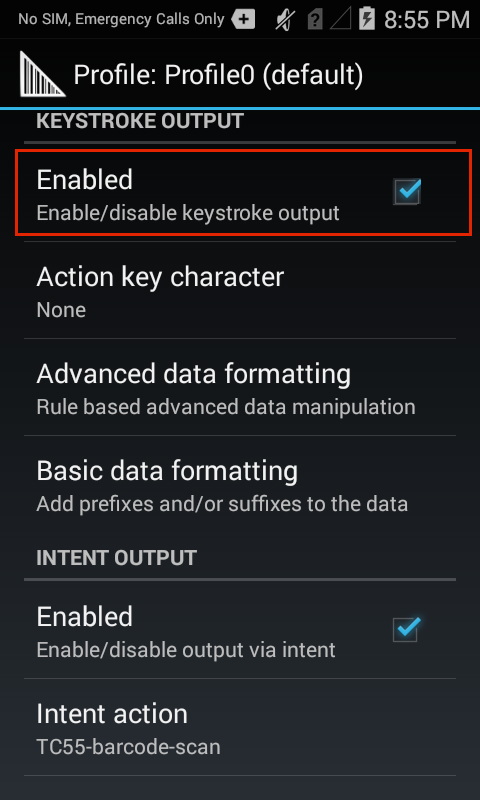 No SIM, Emergency Calls Only 8:55 PM
Profile: Profile0 (default)
KEYSTROKE OUTPUT
Enabled
Enable/disable keystroke output
Action key character
None
Advanced data formatting
Rule based advanced data manipulation
Basic data formatting
Add prefixes and/or suffixes to the data
INTENT OUTPUT
Enabled
Enable/disable output via intent
Intent action
TC55-barcode-scan